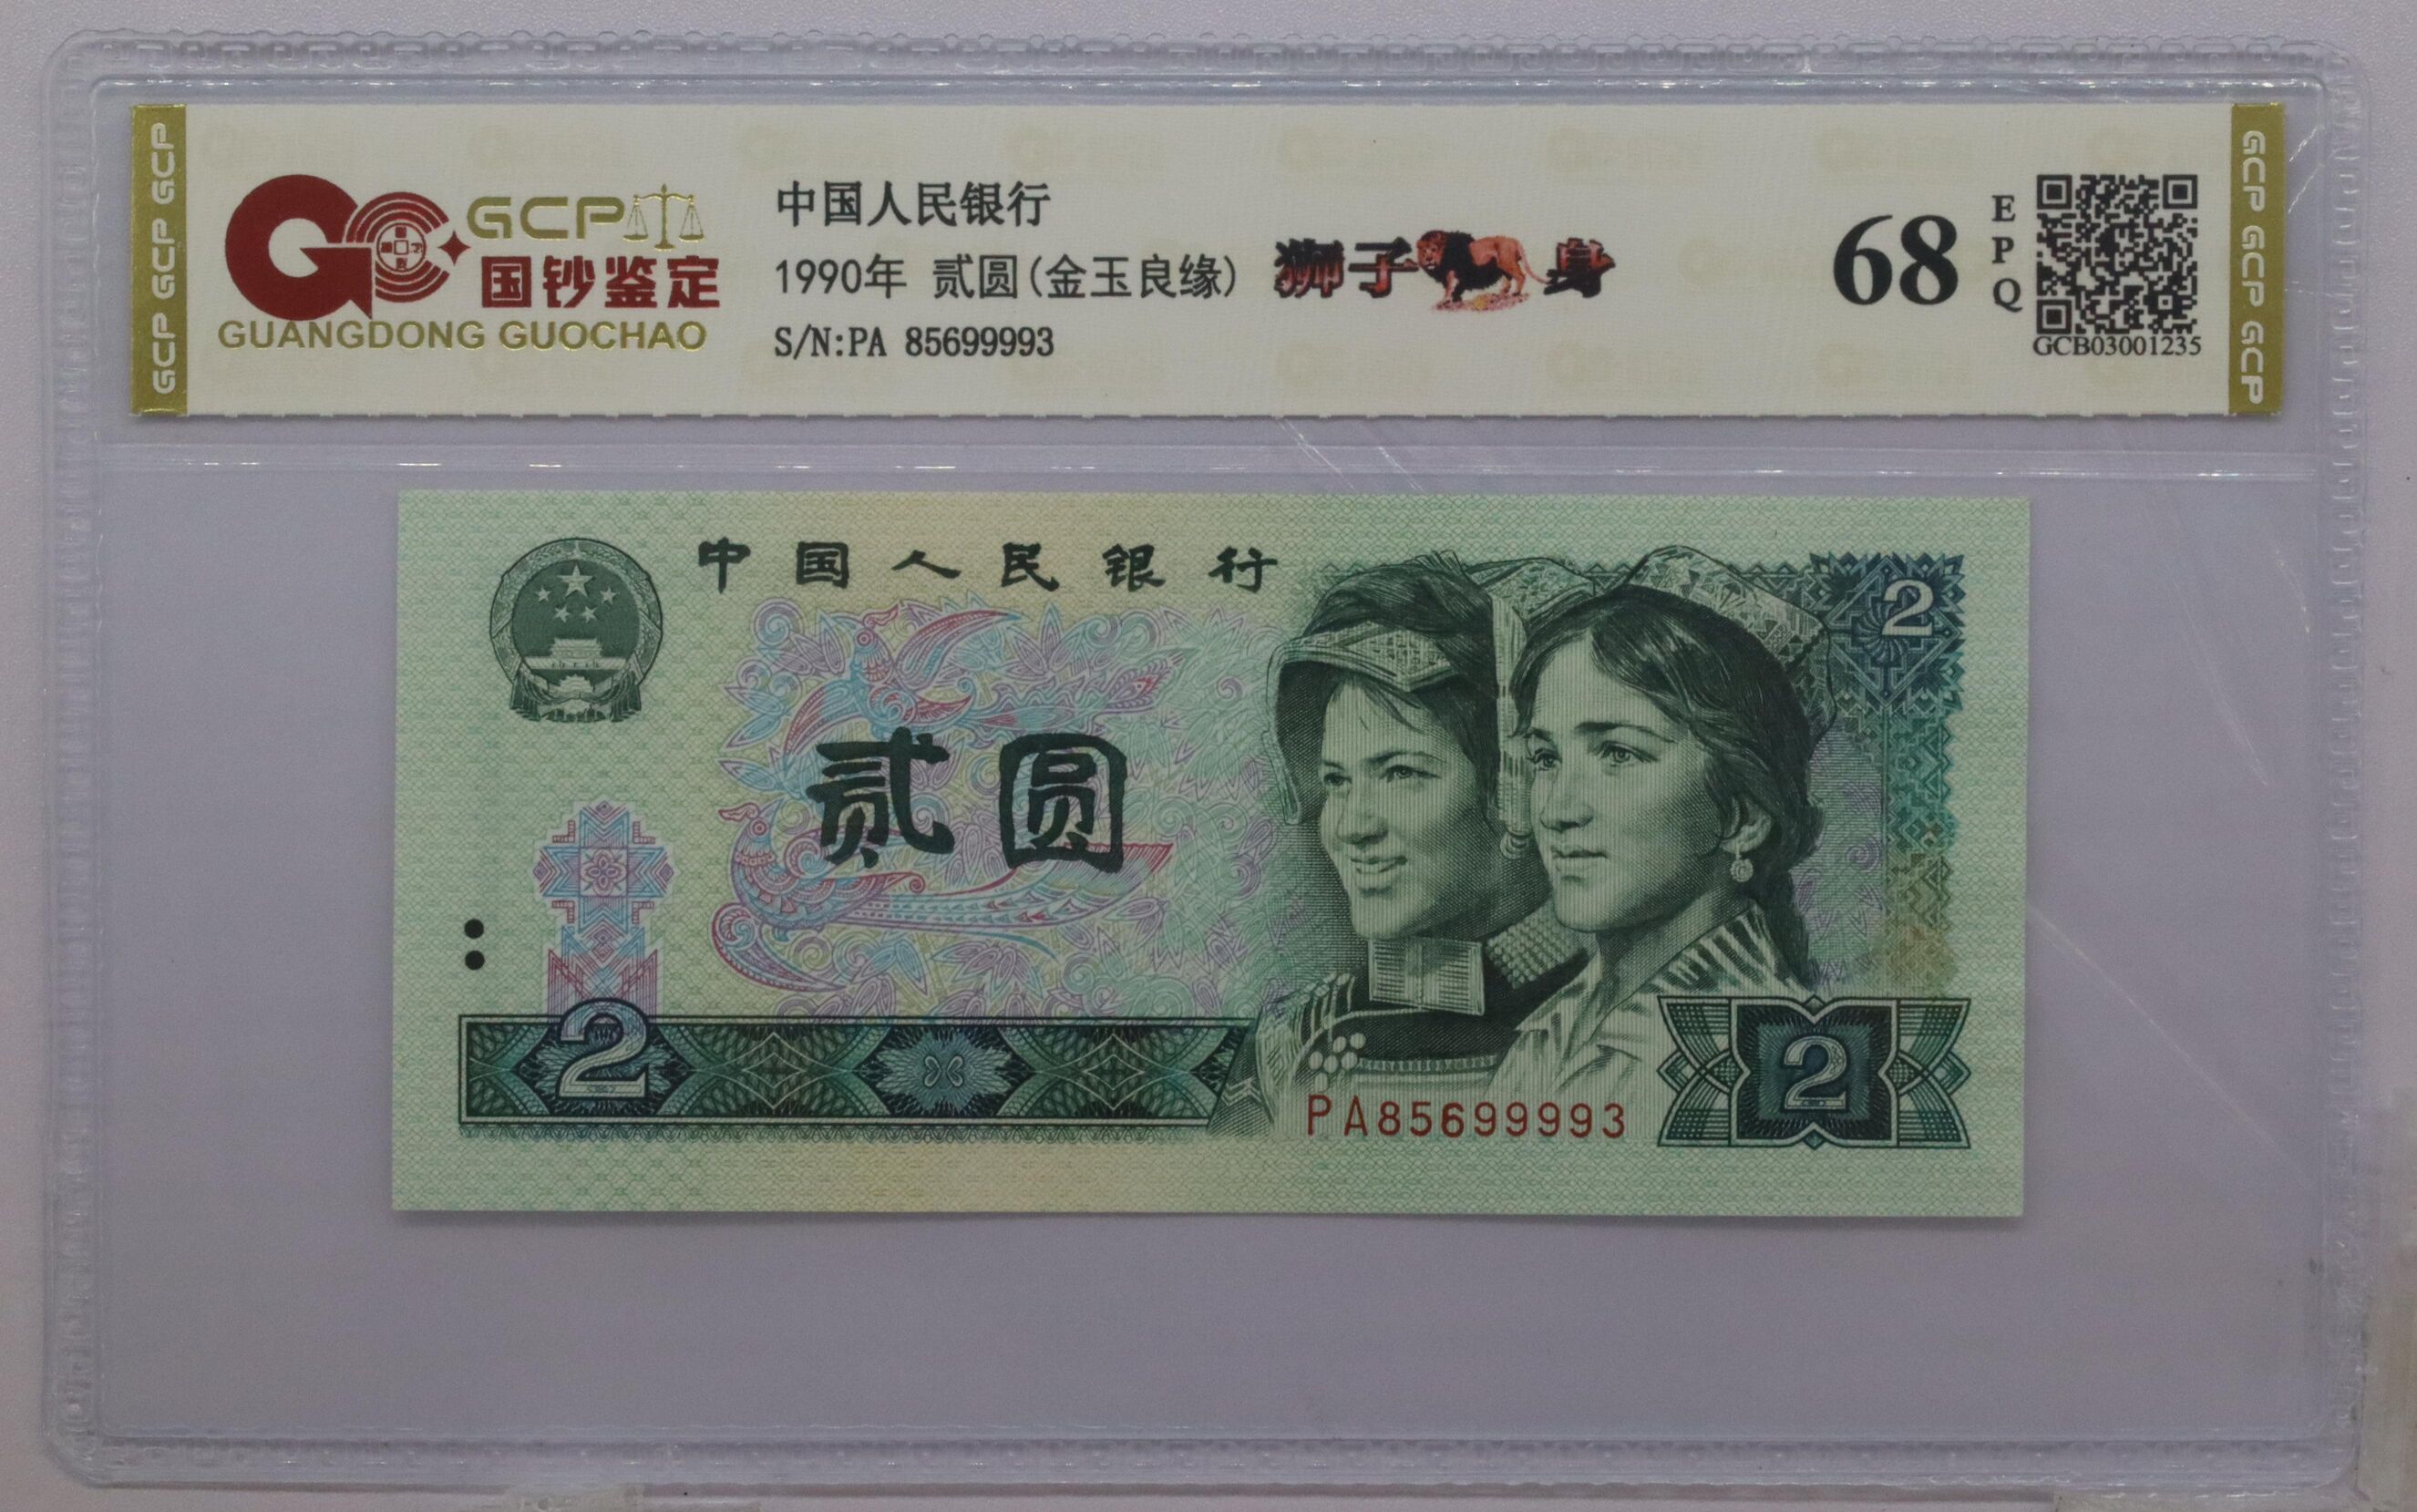 GCP GCP GCP
GCP
国钞鉴定
GUANGDONG GUOCHAO
中国人民银行
1990年 贰圆(金玉良缘)
狮子身
S/N:PA 85699993
68
EPQ
GCB03001235
GCP GCP GCP
中国人民银行
2
贰圆
2
PA85699993
2